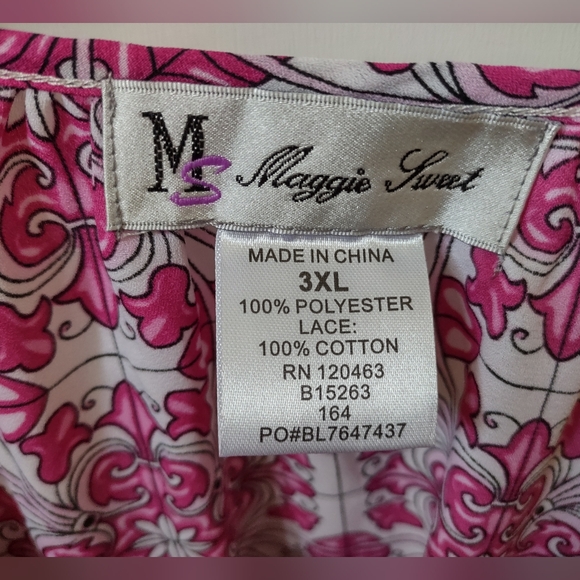 MS Maggie Sweet
MADE IN CHINA
3XL
100% POLYESTER
LACE:
100% COTTON
RN 120463
B15263
164
PO#BL7647437